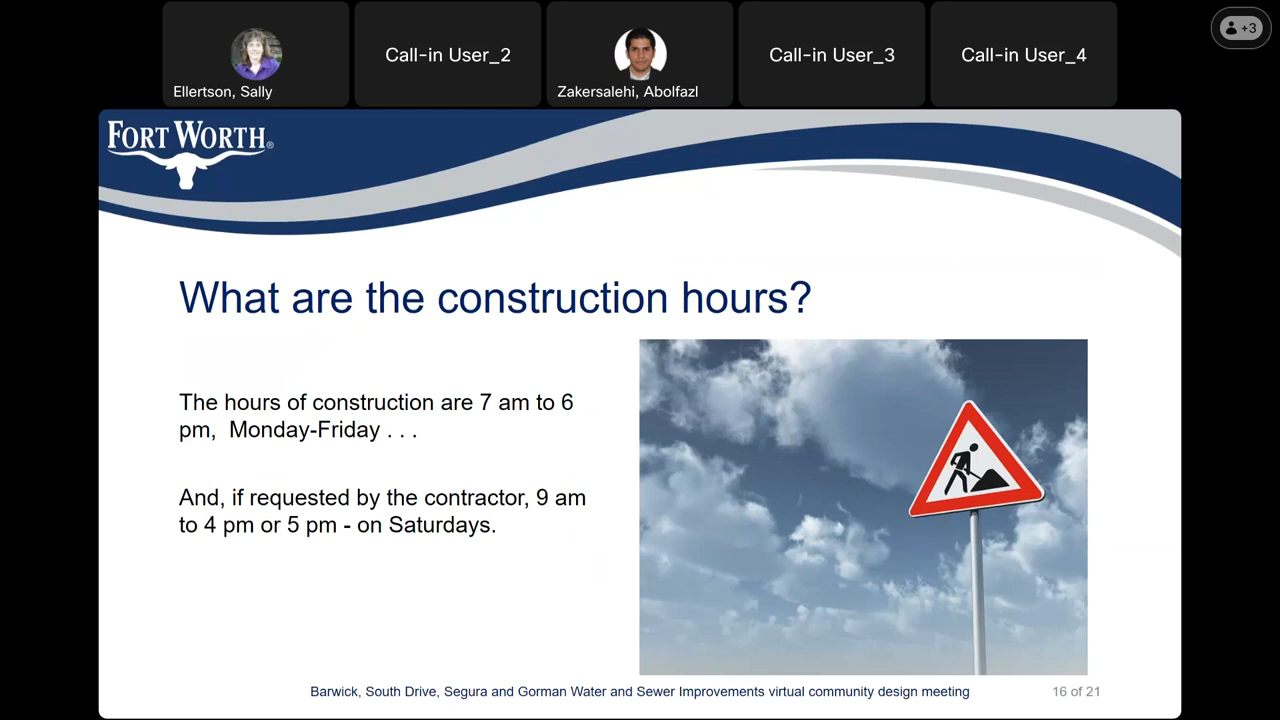 Ellertson, Sally
Call-in User_2
Zakersalehi, Abolfazl
Call-in User_3
Call-in User_4
+3
FORT WORTH®
What are the construction hours?
The hours of construction are 7 am to 6
pm,  Monday-Friday . . .
And, if requested by the contractor, 9 am
to 4 pm or 5 pm - on Saturdays.
Barwick, South Drive, Segura and Gorman Water and Sewer Improvements virtual community design meeting
16 of 21